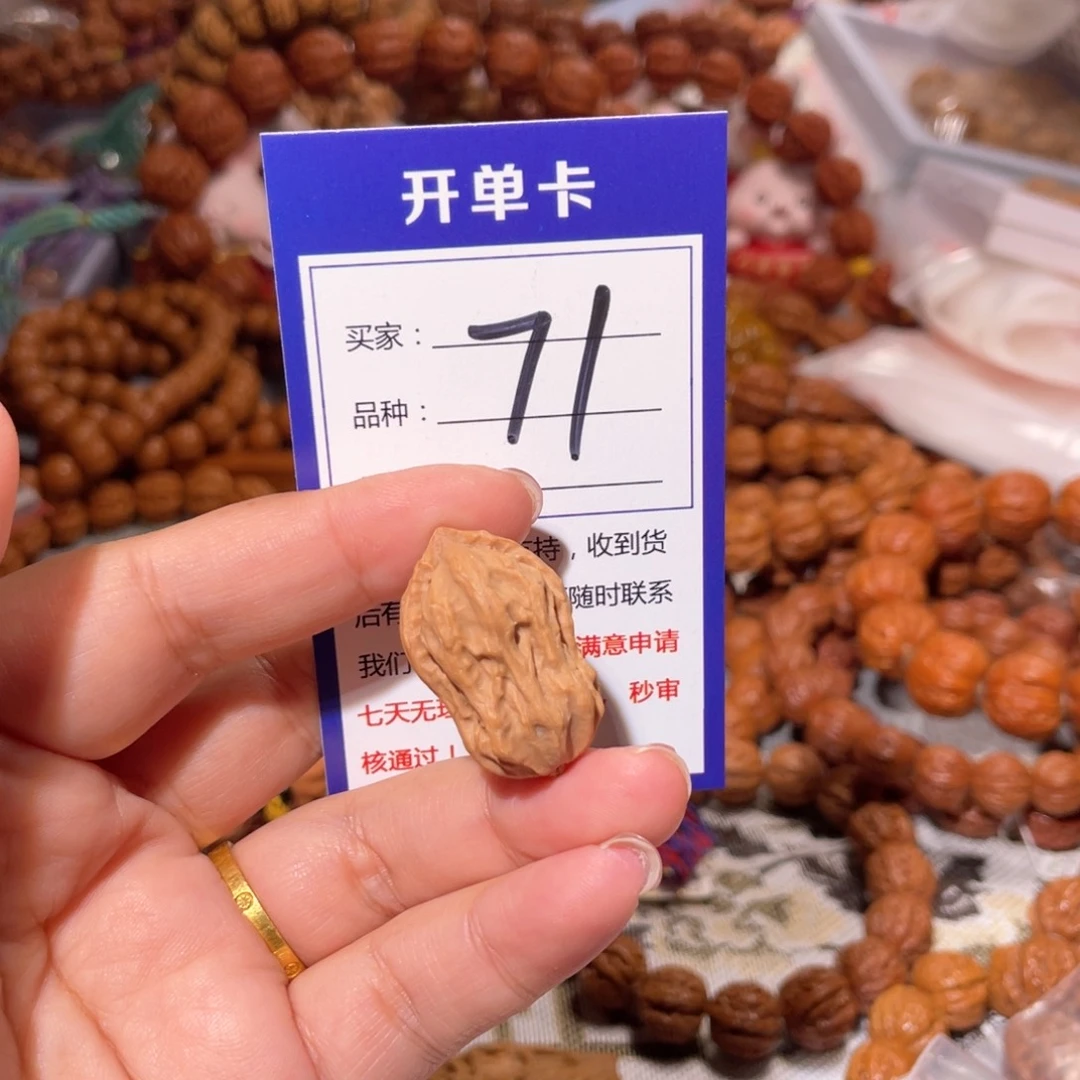 开单卡
买家：71
品种：
持，收到货
后有 随时联系
我们 满意申请
七天无 秒审
核通过！